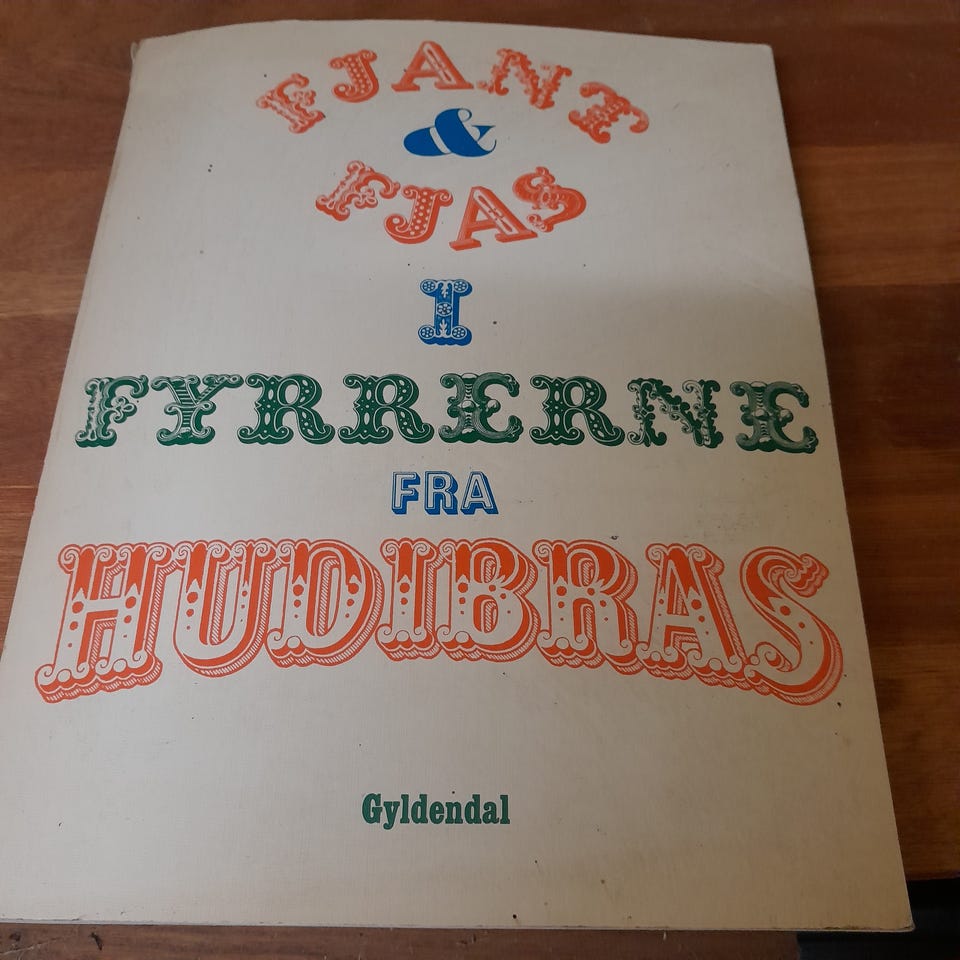 FJANT
&
FJAS
I
FYRRERNE
FRA
HUDIBRAS
Gyldendal